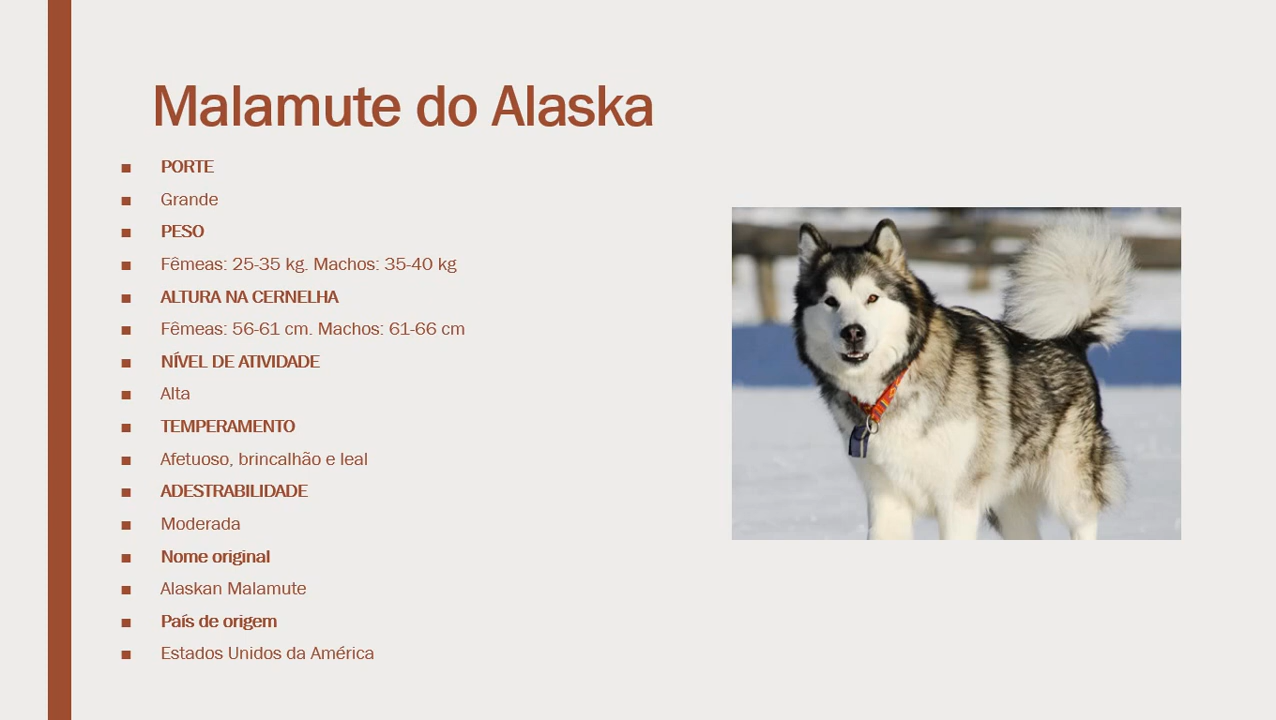 Malamute do Alaska
PORTE
Grande
PESO
Fêmeas: 25-35 kg. Machos: 35-40 kg
ALTURA NA CERNELHA
Fêmeas: 56-61 cm. Machos: 61-66 cm
NÍVEL DE ATIVIDADE
Alta
TEMPERAMENTO
Afetuoso, brincalhão e leal
ADESTRABILIDADE
Moderada
Nome original
Alaskan Malamute
País de origem
Estados Unidos da América